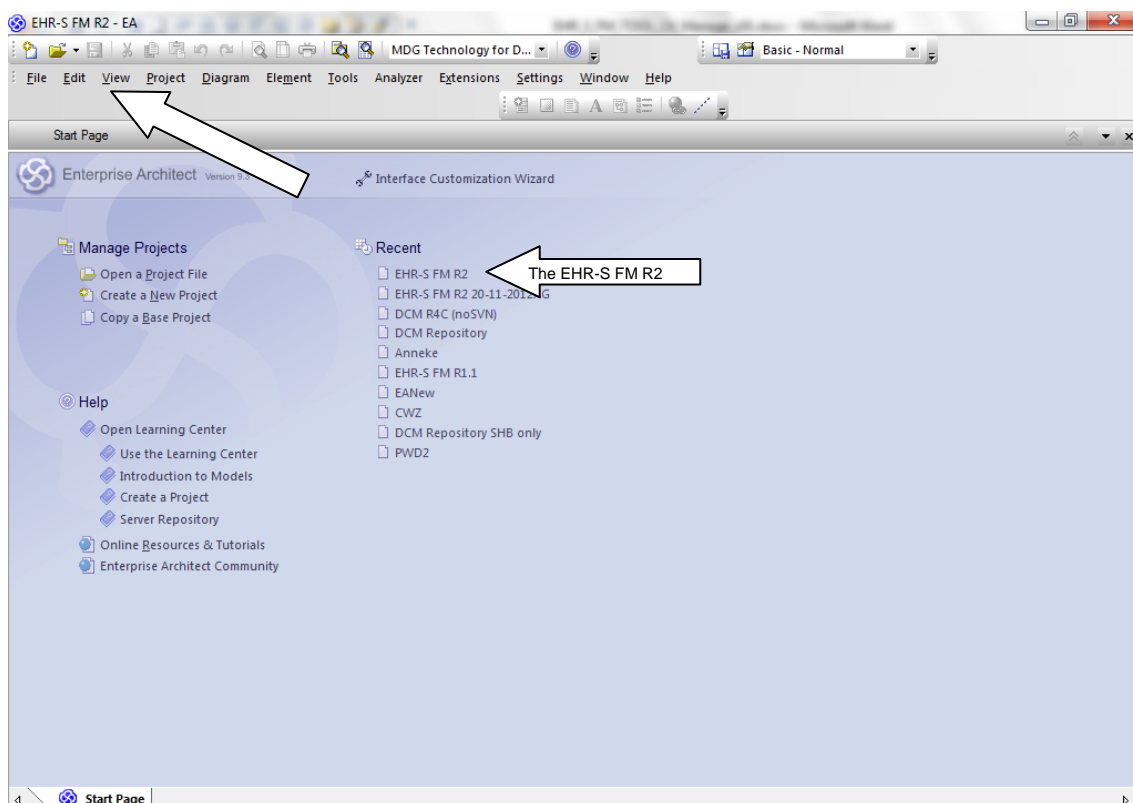 EHR-S FM R2 - EA
MDG Technology for D...
Basic - Normal
File Edit View Project Diagram Element Tools Analyzer Extensions Settings Window Help
Start Page
Enterprise Architect Version 9.3
Interface Customization Wizard
Manage Projects
Open a Project File
Create a New Project
Copy a Base Project
Recent
EHR-S FM R2
The EHR-S FM R2
EHR-S FM R2 20-11-2012
DCM R4C (noSVN)
DCM Repository
Anneke
EHR-S FM R1.1
EANew
CWZ
DCM Repository SHB only
PWD2
Help
Open Learning Center
Use the Learning Center
Introduction to Models
Create a Project
Server Repository
Online Resources & Tutorials
Enterprise Architect Community
Start Page